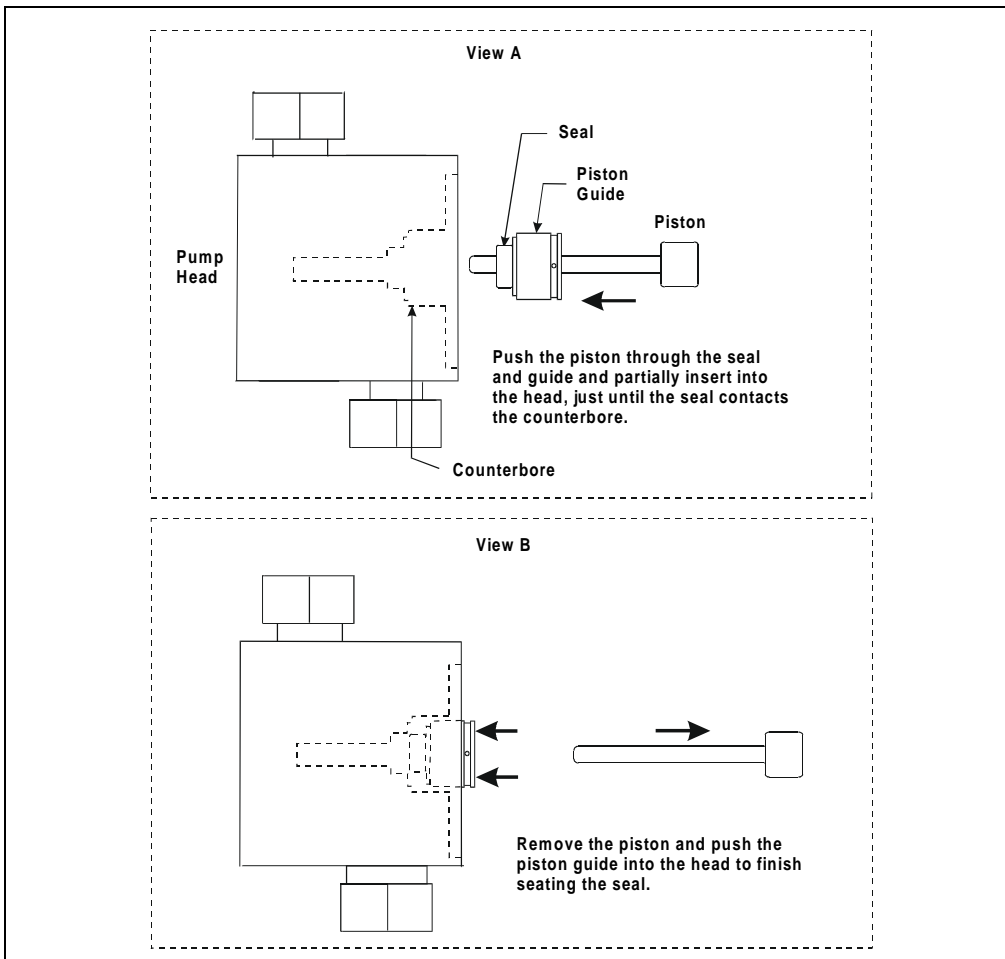 View A
Seal
Piston
Guide
Piston
Pump
Head
Push the piston through the seal
and guide and partially insert into
the head, just until the seal contacts
the counterbore.
Counterbore
View B
Remove the piston and push the
piston guide into the head to finish
seating the seal.